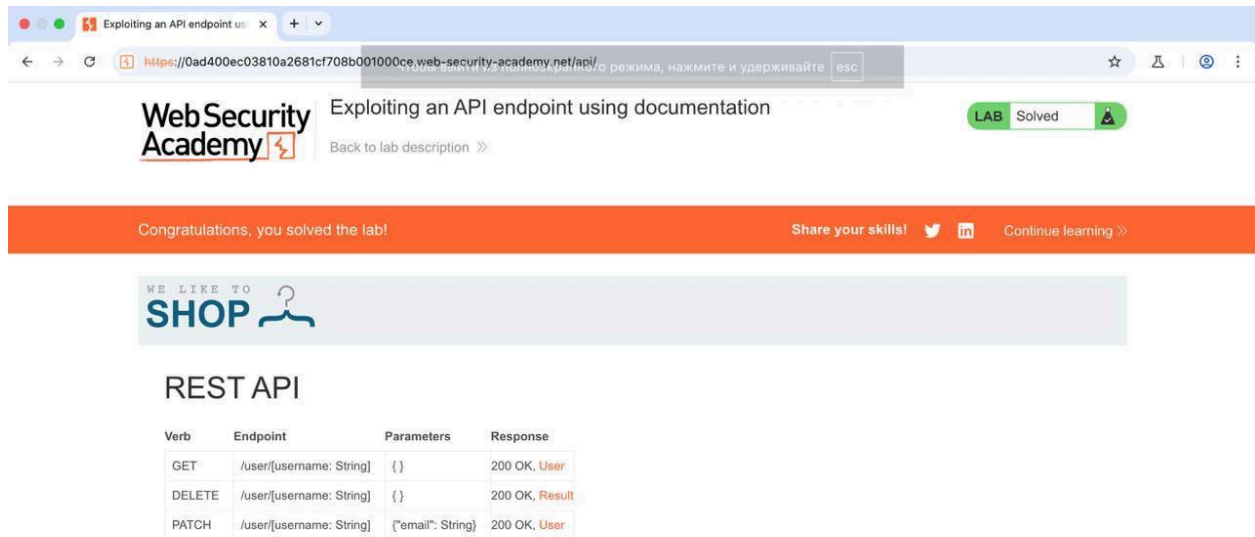 Exploiting an API endpoint us
https://0ad400ec03810a2681cf708b001000ce.web-security-academy.net/api/
режима, нажмите и удерживайте esc
Web Security Academy
Exploiting an API endpoint using documentation
Back to lab description
LAB Solved
Congratulations, you solved the lab!
Share your skills!
Continue learning
WE LIKE TO
SHOP
REST API
Verb Endpoint Parameters Response
GET /user/[username: String] { } 200 OK, User
DELETE /user/[username: String] { } 200 OK, Result
PATCH /user/[username: String] {"email": String} 200 OK, User